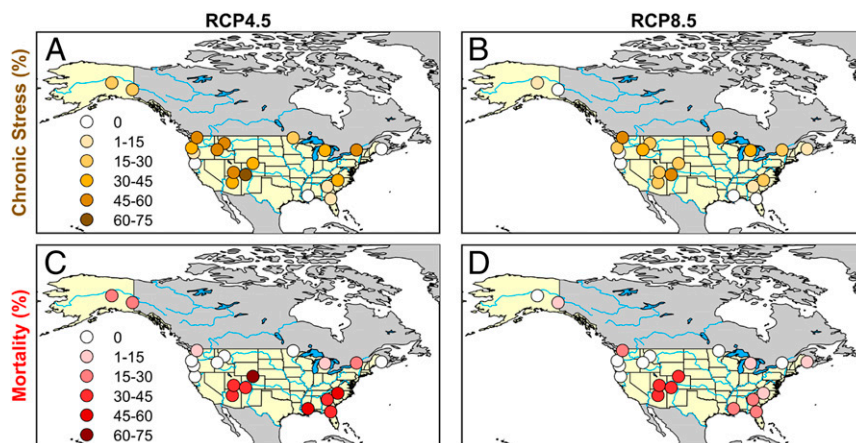 RCP4.5
RCP8.5
Chronic Stress (%)
A
B
0
1-15
15-30
30-45
45-60
60-75
Mortality (%)
C
D
0
1-15
15-30
30-45
45-60
60-75